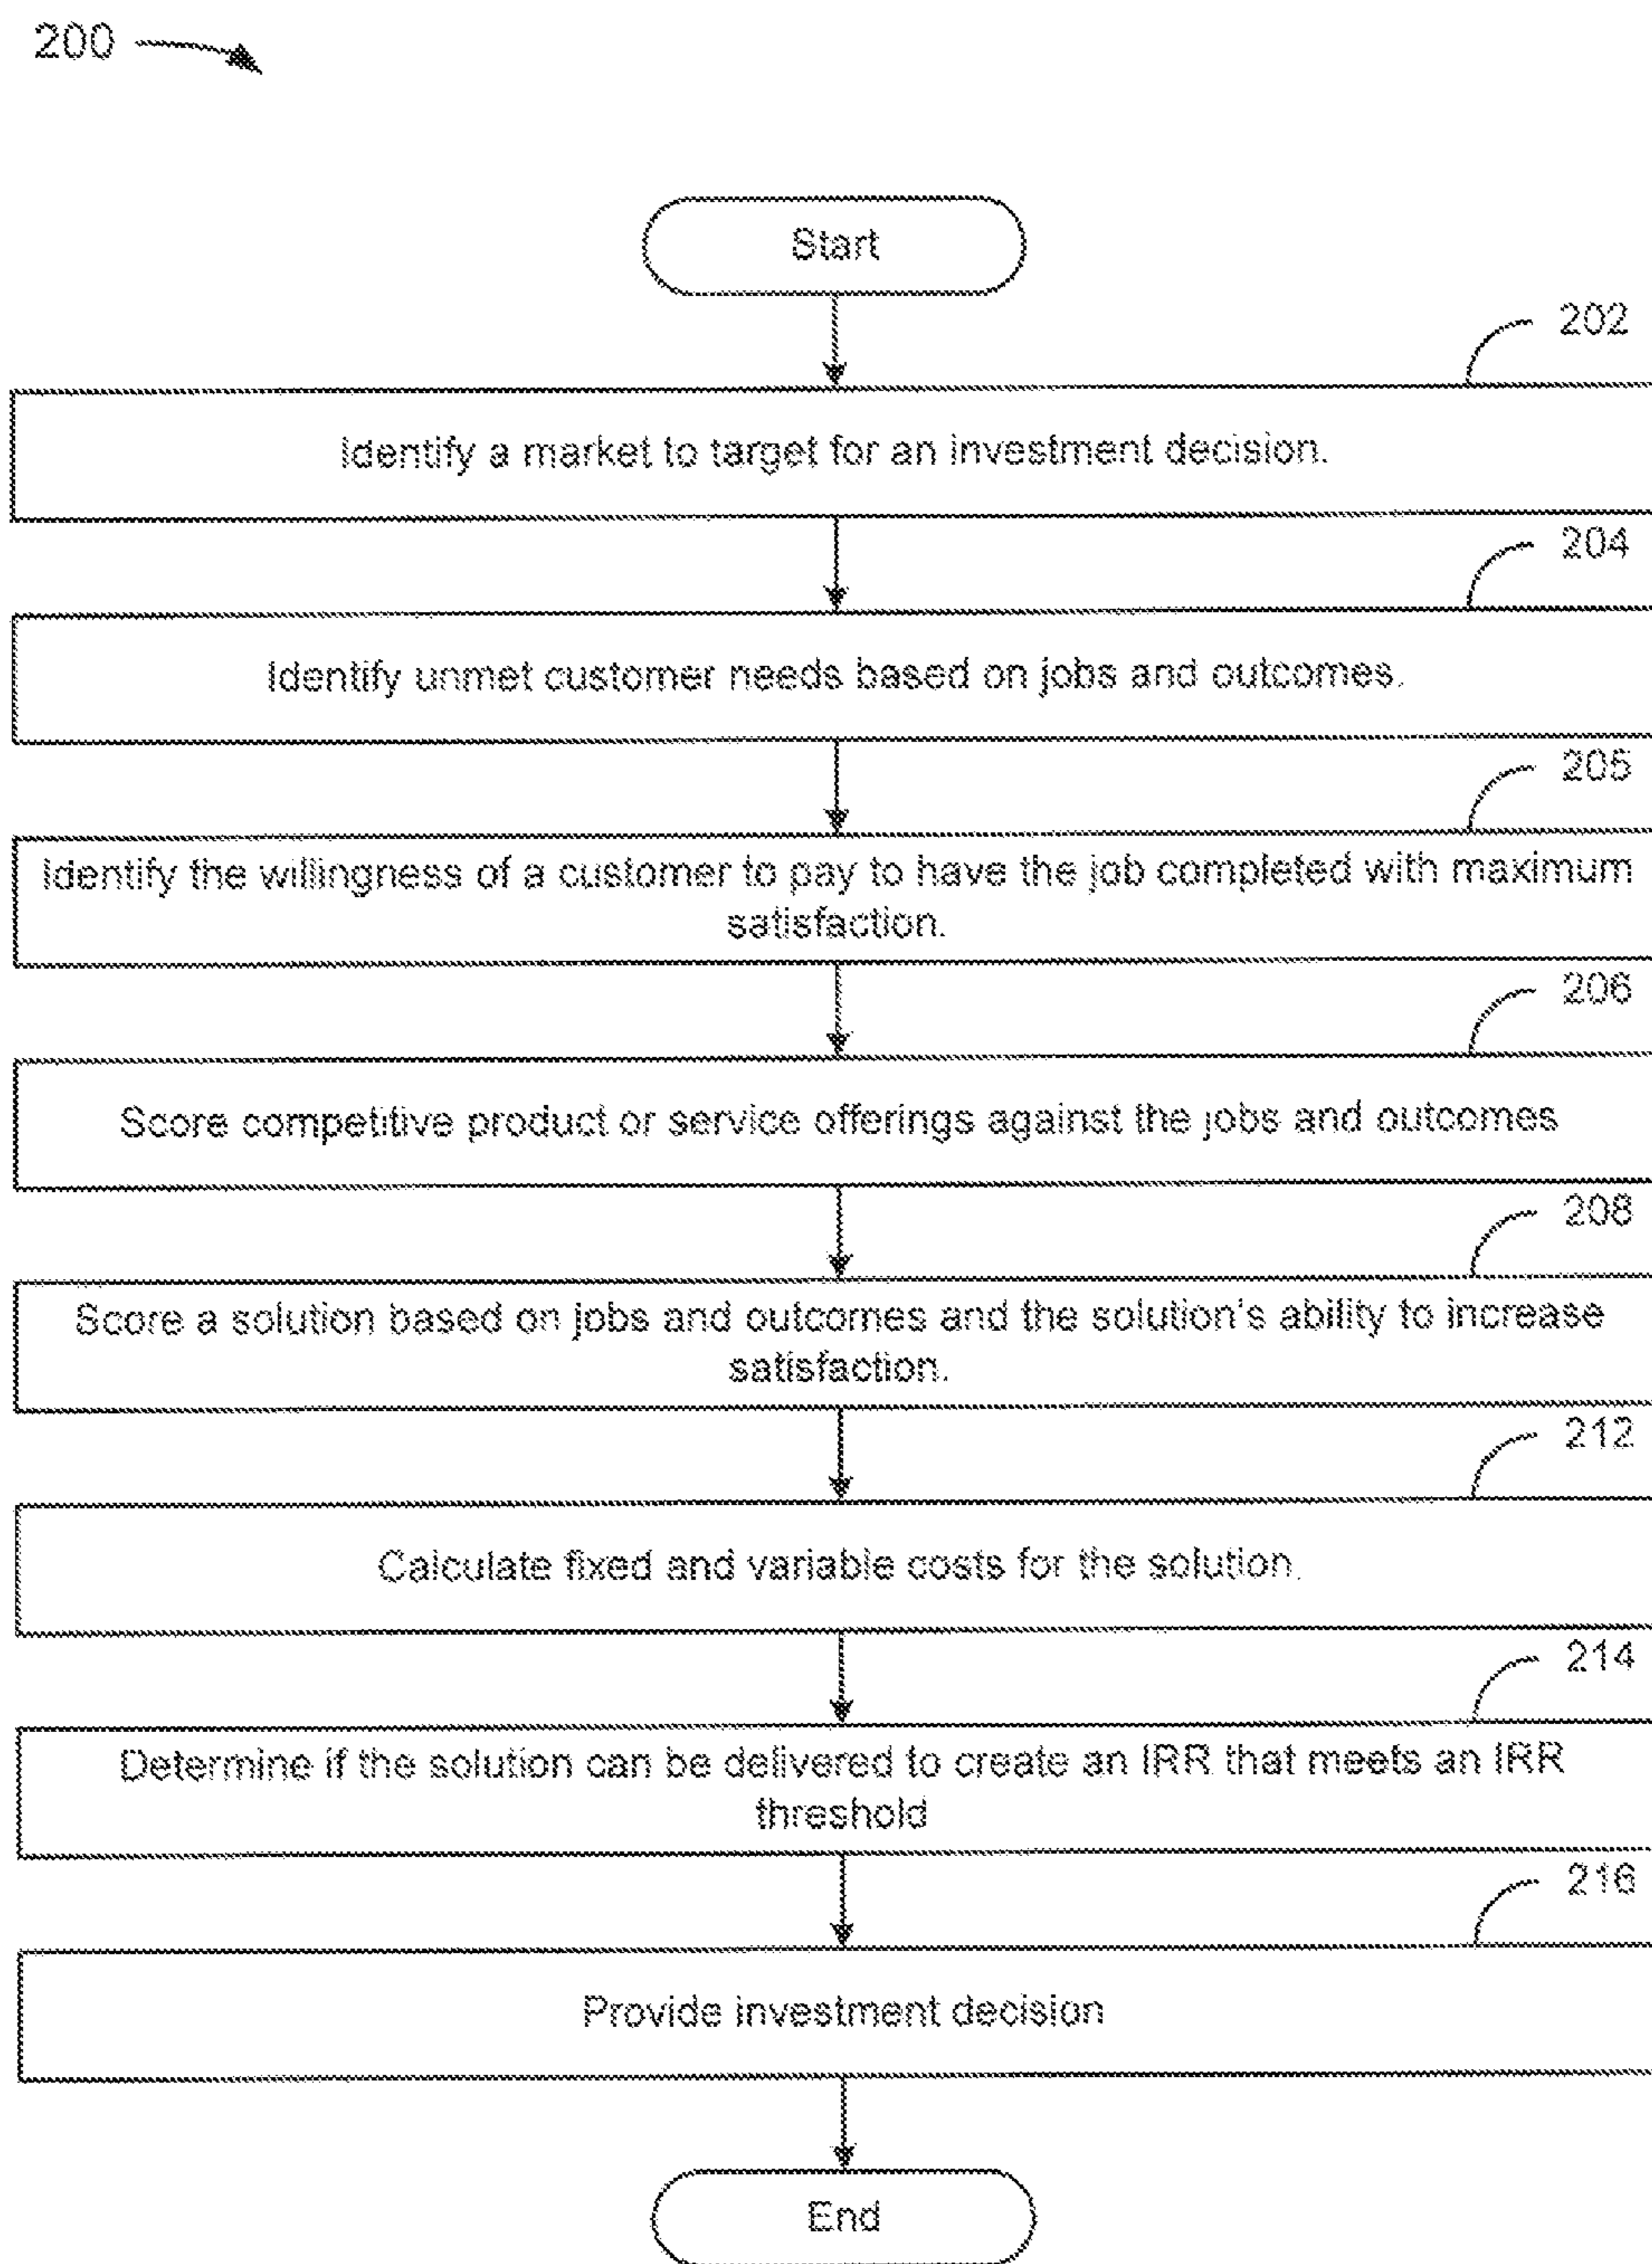 200
Start
202
Identify a market to target for an investment decision.
204
Identify unmet customer needs based on jobs and outcomes.
205
Identify the willingness of a customer to pay to have the job completed with maximum
satisfaction.
206
Score competitive product or service offerings against the jobs and outcomes
208
Score a solution based on jobs and outcomes and the solution's ability to increase
satisfaction.
212
Calculate fixed and variable costs for the solution.
214
Determine if the solution can be delivered to create an IRR that meets an IRR
threshold
216
Provide investment decision
End